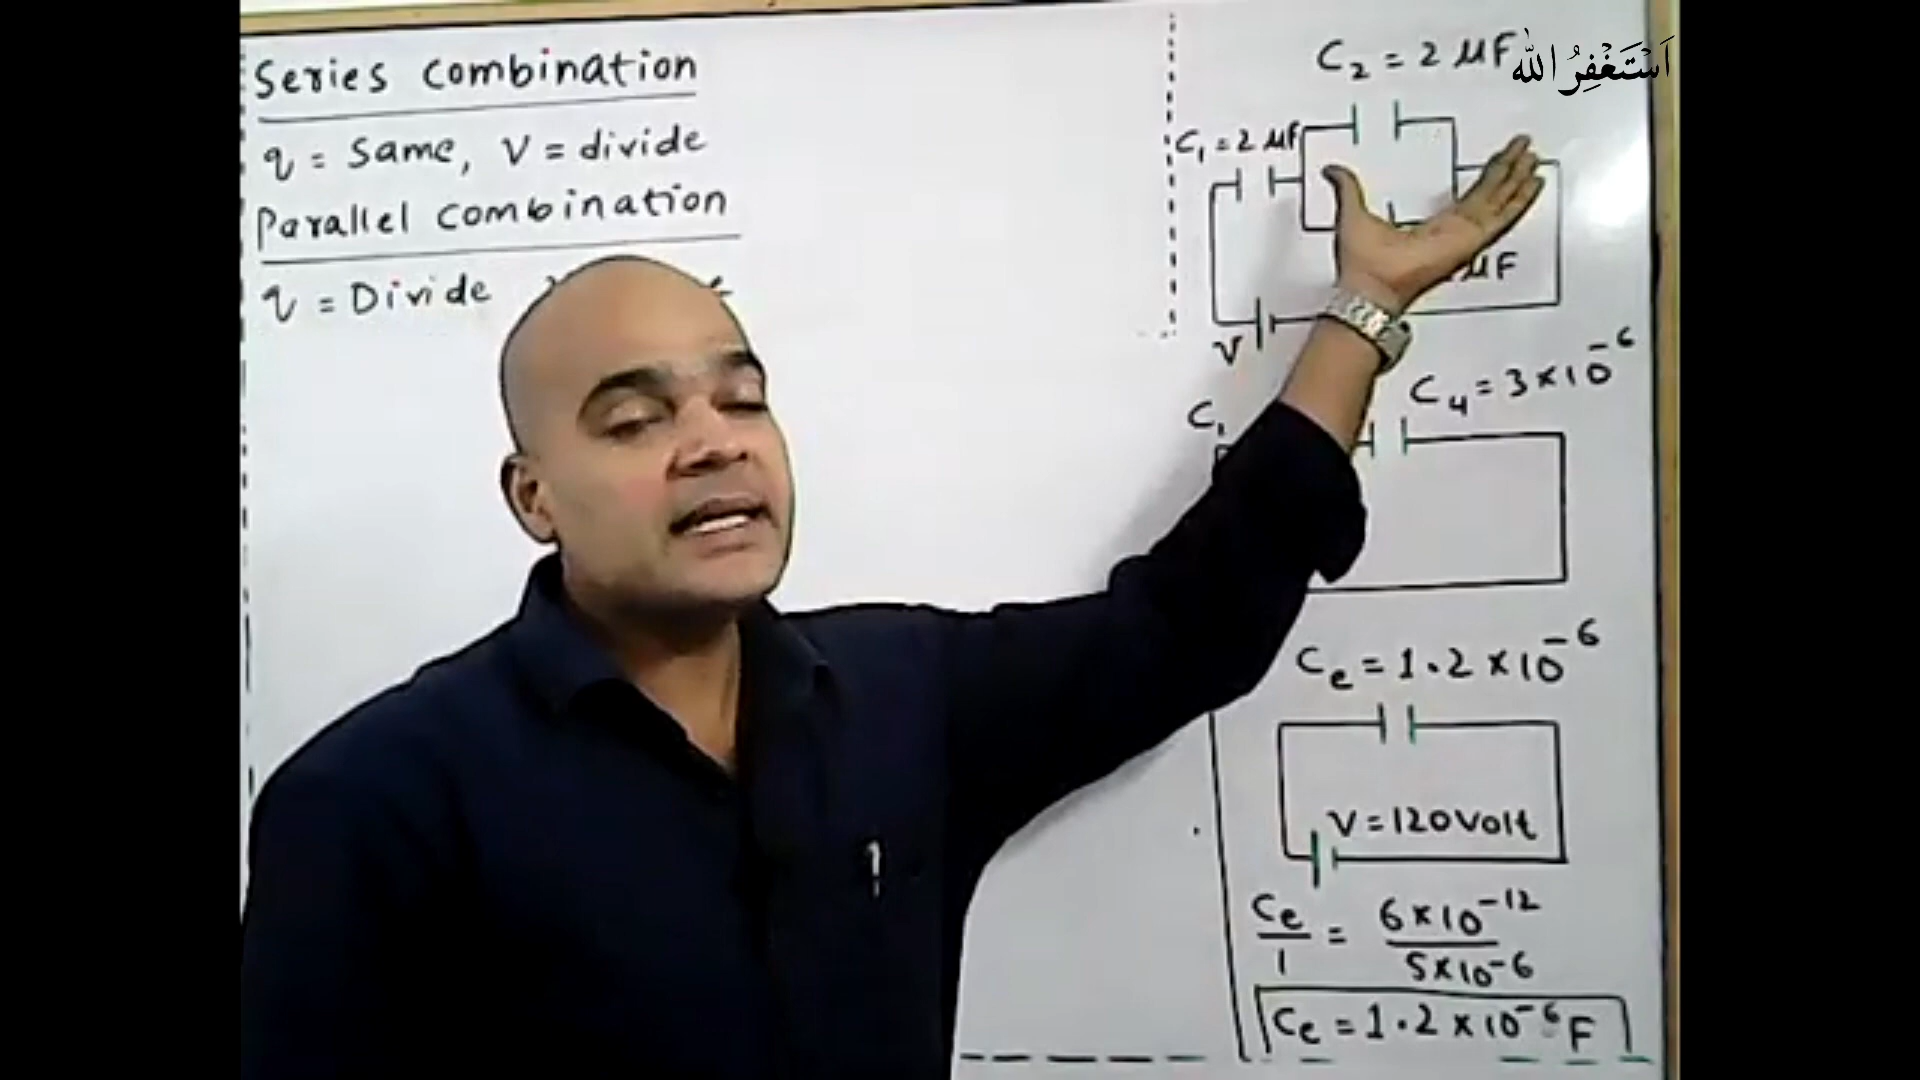 Series Combination
q = Same, V = divide
Parallel Combination
q = Divide
C₂ = 2 μF
اَسْتَغْفِرُ اللّٰه
C₁ = 2 μF
μF
V
C₁
C₄ = 3×10⁻⁶
Ce = 1.2 × 10⁻⁶
V = 120 Volt
Ce/1 = 6×10⁻¹²/5×10⁻⁶
Ce = 1.2 × 10⁻⁶ F